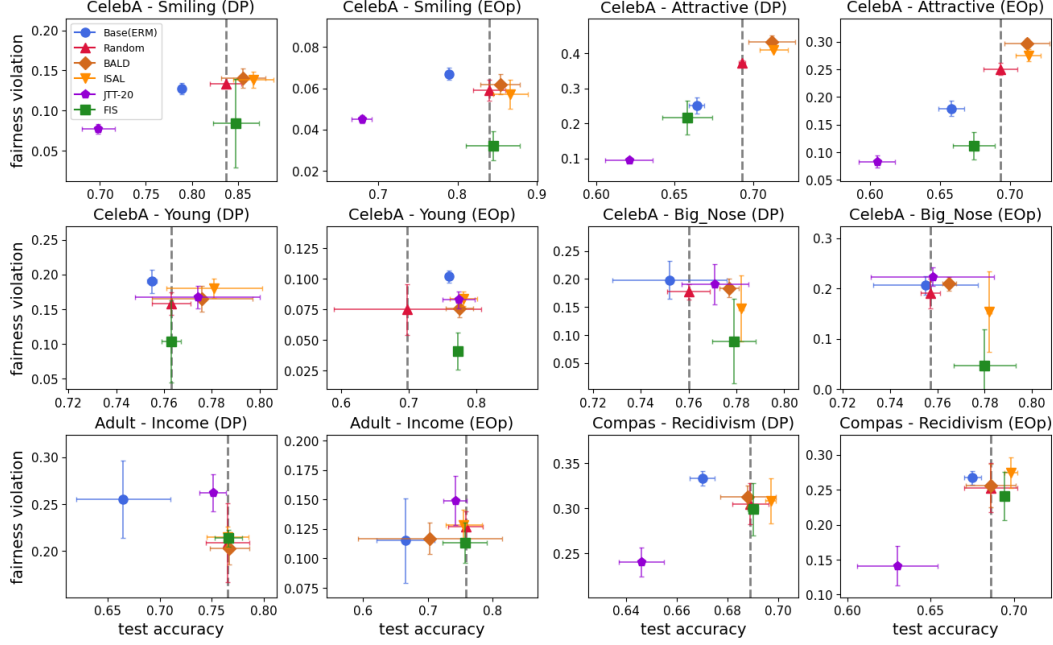 CelebA - Smiling (DP)
CelebA - Smiling (EOp)
CelebA - Attractive (DP)
CelebA - Attractive (EOp)
fairness violation
0.20
0.15
0.10
0.05
Base(ERM)
Random
BALD
ISAL
JTT-20
FIS
0.70 0.75 0.80 0.85
0.08
0.06
0.04
0.02
0.7 0.8 0.9
0.4
0.3
0.2
0.1
0.60 0.65 0.70
0.30
0.25
0.20
0.15
0.10
0.05
0.60 0.65 0.70
CelebA - Young (DP)
CelebA - Young (EOp)
CelebA - Big_Nose (DP)
CelebA - Big_Nose (EOp)
fairness violation
0.25
0.20
0.15
0.10
0.05
0.72 0.74 0.76 0.78 0.80
0.125
0.100
0.075
0.050
0.025
0.6 0.7 0.8
0.20
0.15
0.10
0.05
0.72 0.74 0.76 0.78 0.80
0.3
0.2
0.1
0.0
0.72 0.74 0.76 0.78 0.80
Adult - Income (DP)
Adult - Income (EOp)
Compas - Recidivism (DP)
Compas - Recidivism (EOp)
fairness violation
0.30
0.25
0.20
0.65 0.70 0.75 0.80
test accuracy
0.200
0.175
0.150
0.125
0.100
0.075
0.6 0.7 0.8
test accuracy
0.35
0.30
0.25
0.64 0.66 0.68 0.70
test accuracy
0.35
0.30
0.25
0.20
0.15
0.10
0.60 0.65 0.70
test accuracy